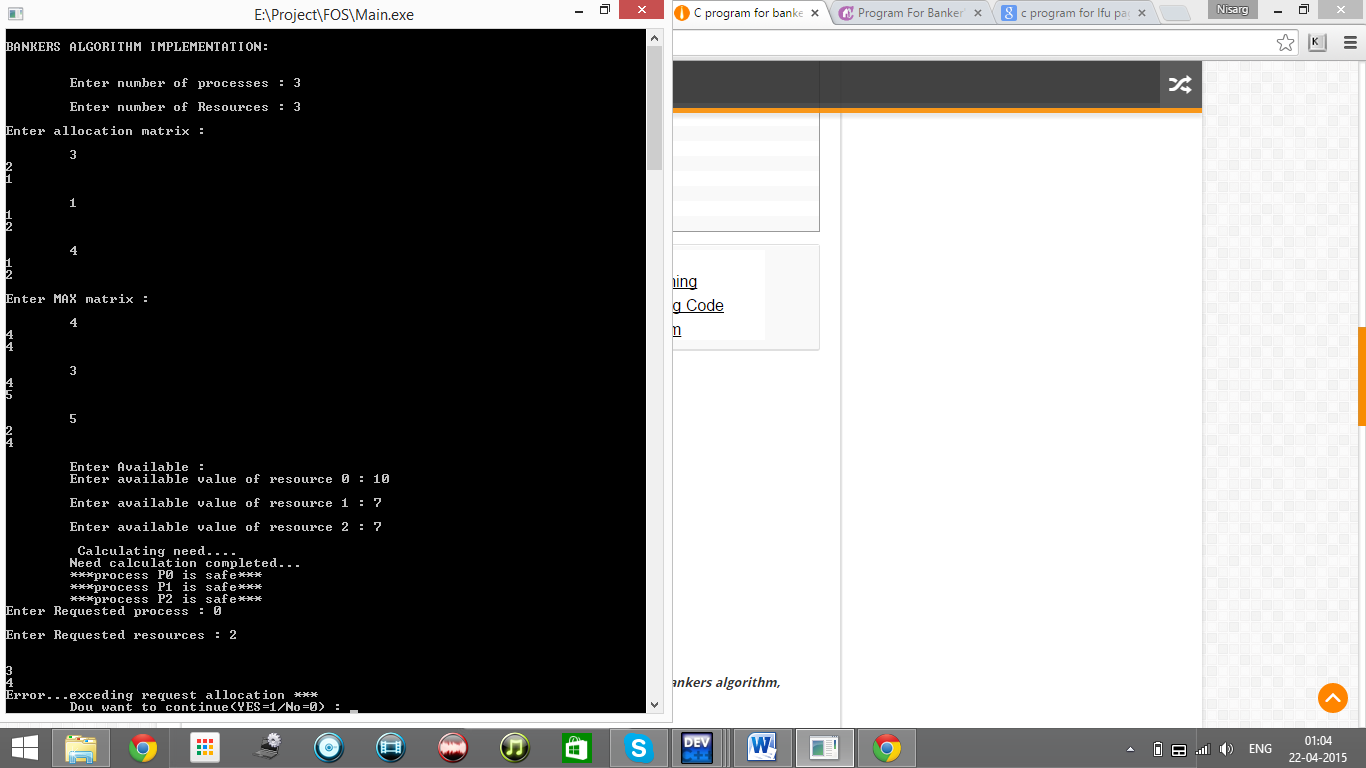 E:\Project\FOS\Main.exe
BANKERS ALGORITHM IMPLEMENTATION:
Enter number of processes : 3
Enter number of Resources : 3
Enter allocation matrix :
3
2
1
1
1
2
4
1
2
Enter MAX matrix :
4
4
4
3
4
5
5
2
4
Enter Available :
Enter available value of resource 0 : 10
Enter available value of resource 1 : 7
Enter available value of resource 2 : 7
Calculating need....
Need calculation completed...
***process P0 is safe***
***process P1 is safe***
***process P2 is safe***
Enter Requested process : 0
Enter Requested resources : 2
3
4
Error...exceding request allocation ***
Dou want to continue(YES=1/No=0) :
C program for banke
Program For Banker
c program for lfu pa
Nisarg
K
ning
g Code
m
ankers algorithm,
DEV
ENG
01:04
22-04-2015